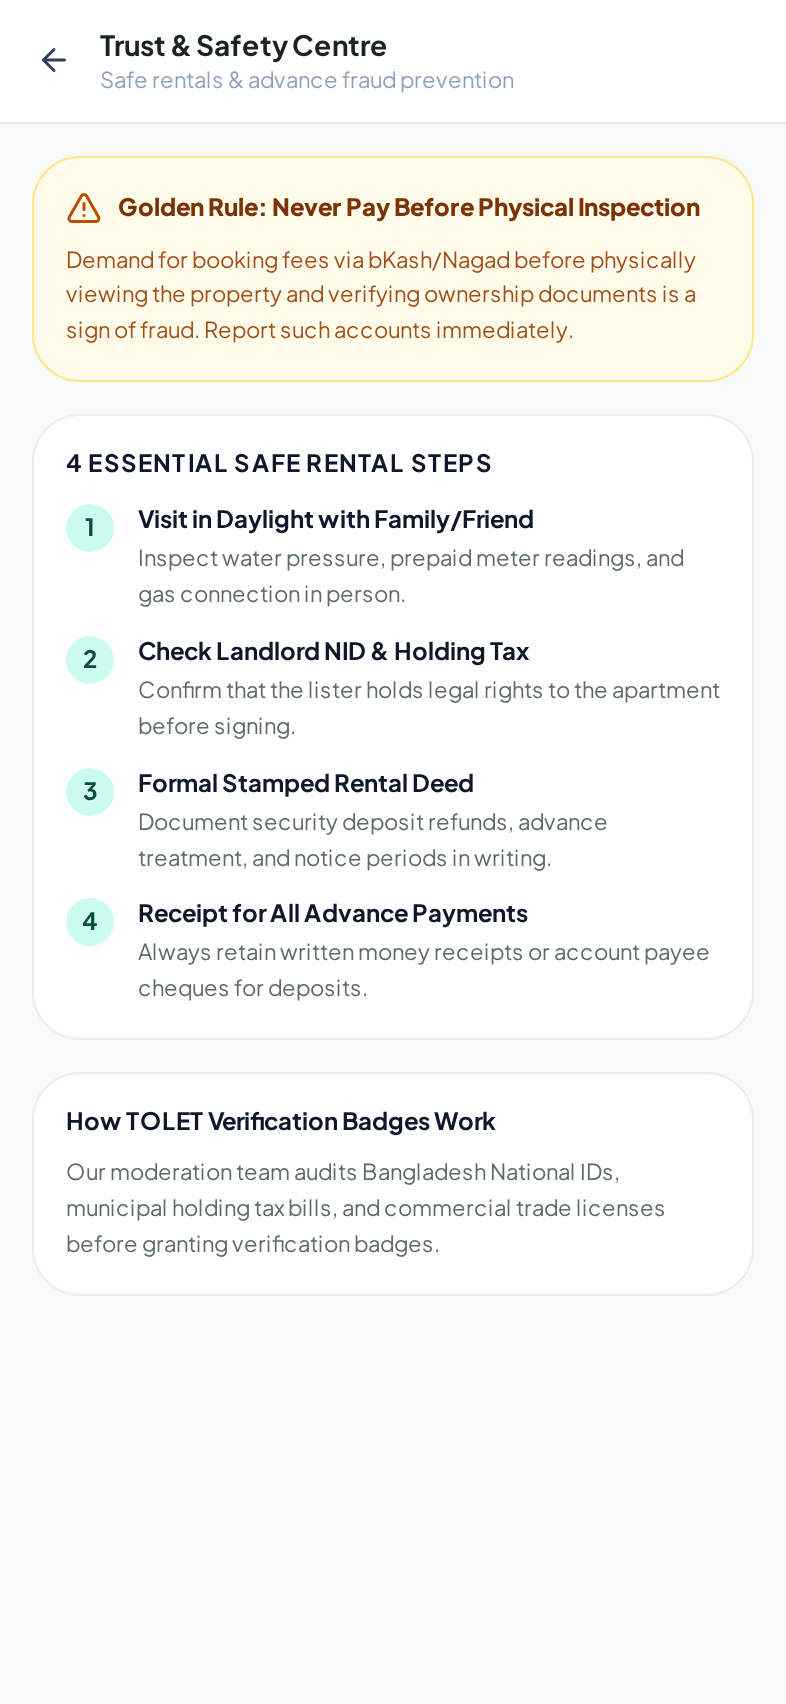 Trust & Safety Centre
Safe rentals & advance fraud prevention
Golden Rule: Never Pay Before Physical Inspection
Demand for booking fees via bKash/Nagad before physically
viewing the property and verifying ownership documents is a
sign of fraud. Report such accounts immediately.
4 ESSENTIAL SAFE RENTAL STEPS
1 Visit in Daylight with Family/Friend
Inspect water pressure, prepaid meter readings, and
gas connection in person.
2 Check Landlord NID & Holding Tax
Confirm that the lister holds legal rights to the apartment
before signing.
3 Formal Stamped Rental Deed
Document security deposit refunds, advance
treatment, and notice periods in writing.
4 Receipt for All Advance Payments
Always retain written money receipts or account payee
cheques for deposits.
How TOLET Verification Badges Work
Our moderation team audits Bangladesh National IDs,
municipal holding tax bills, and commercial trade licenses
before granting verification badges.